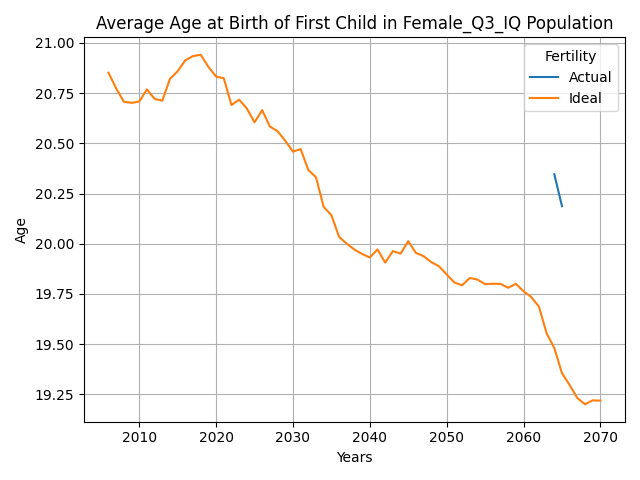 Average Age at Birth of First Child in Female_Q3_IQ Population
21.00
20.75
20.50
20.25
20.00
19.75
19.50
19.25
Age
Fertility
Actual
Ideal
2010 2020 2030 2040 2050 2060 2070
Years